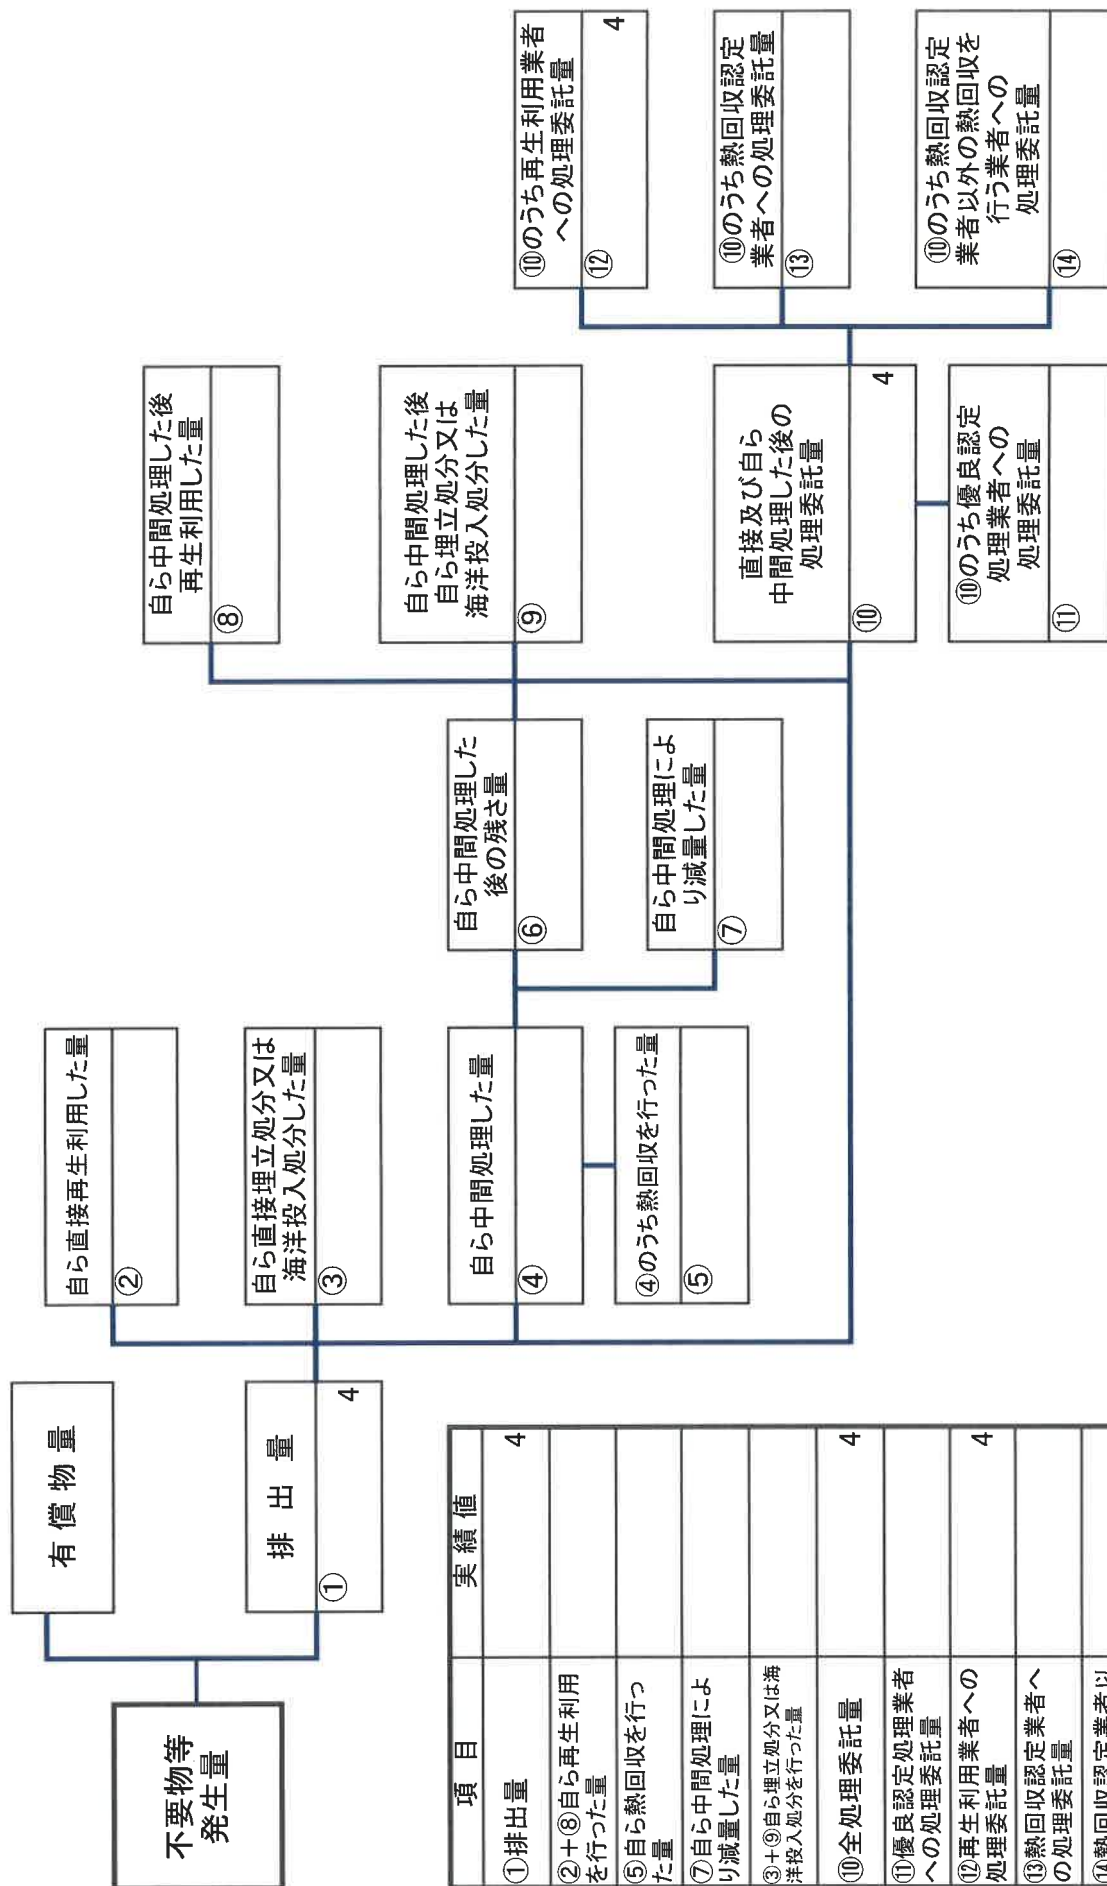 不要物等
発生量
有償物量
排出量
①
4
自ら直接再生利用した量
②
自ら直接埋立処分又は
海洋投入処分した量
③
自ら中間処理した量
④
④のうち熱回収を行った量
⑤
自ら中間処理した
後の残さ量
⑥
自ら中間処理によ
り減量した量
⑦
自ら中間処理した後
再生利用した量
⑧
自ら中間処理した後
自ら埋立処分又は
海洋投入処分した量
⑨
直接及び自ら
中間処理した後の
処理委託量
⑩
4
⑩のうち優良認定
処理業者への
処理委託量
⑪
⑩のうち再生利用業者
への処理委託量
⑫
4
⑩のうち熱回収認定
業者への処理委託量
⑬
⑩のうち熱回収認定
業者以外の熱回収を
行う業者への
処理委託量
⑭
項目
実績値
①排出量
4
②+⑧自ら再生利用
を行った量
⑤自ら熱回収を行っ
た量
⑦自ら中間処理によ
り減量した量
③+⑨自ら埋立処分又は海
洋投入処分を行った量
⑩全処理委託量
4
⑪優良認定処理業者
への処理委託量
⑫再生利用業者への
処理委託量
4
⑬熱回収認定業者へ
の処理委託量
⑭熱回収認定業者以